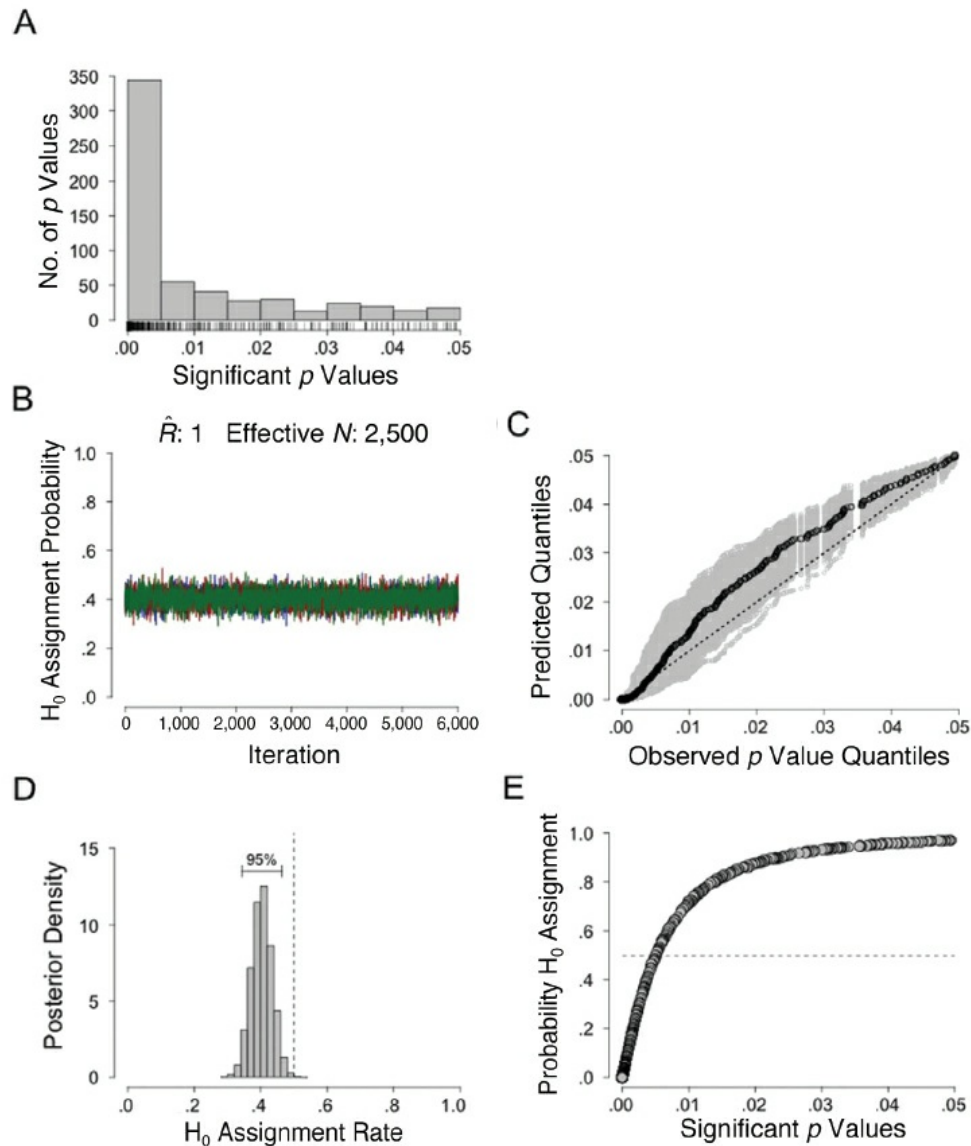 A
No. of p Values
350
300
250
200
150
100
50
0
.00 .01 .02 .03 .04 .05
Significant p Values
B
R̂: 1 Effective N: 2,500
H₀ Assignment Probability
1.0
.8
.6
.4
.2
.0
0 1,000 2,000 3,000 4,000 5,000 6,000
Iteration
C
Predicted Quantiles
.05
.04
.03
.02
.01
.00
.00 .01 .02 .03 .04 .05
Observed p Value Quantiles
D
Posterior Density
15
10
5
0
95%
.0 .2 .4 .6 .8 1.0
H₀ Assignment Rate
E
Probability H₀ Assignment
1.0
.8
.6
.4
.2
.0
.00 .01 .02 .03 .04 .05
Significant p Values